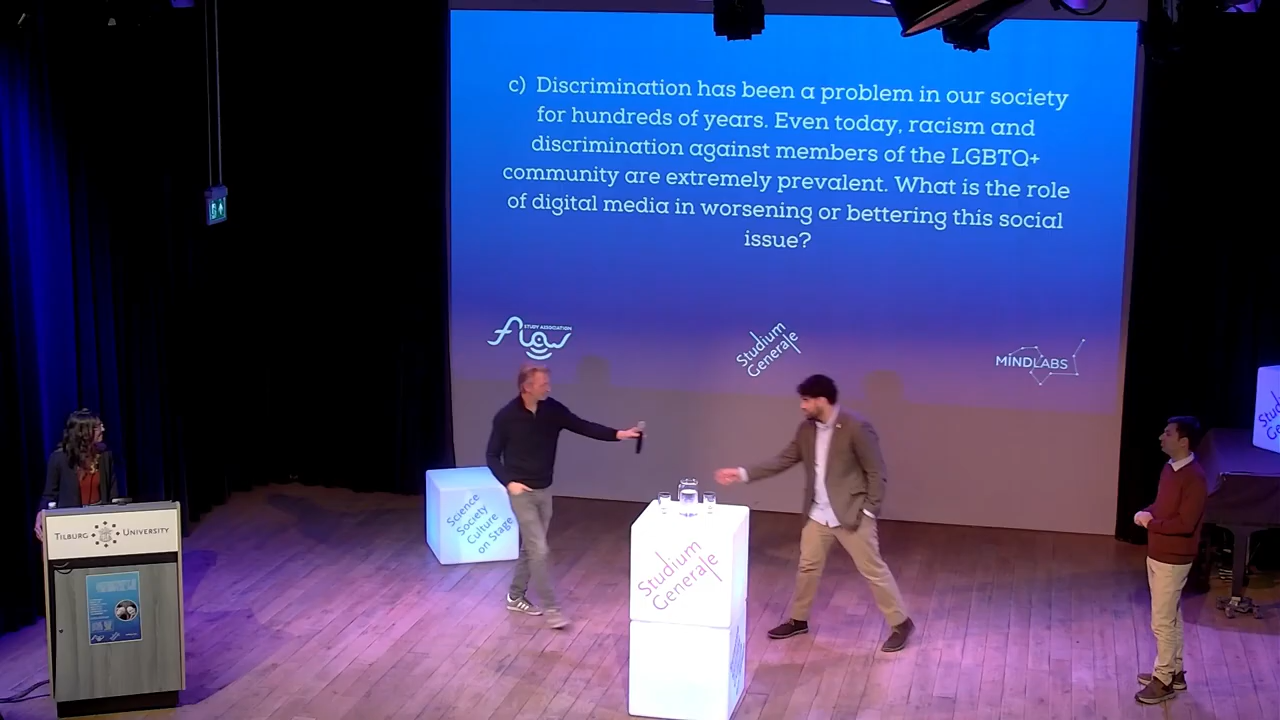 c) Discrimination has been a problem in our society
for hundreds of years. Even today, racism and
discrimination against members of the LGBTQ+
community are extremely prevalent. What is the role
of digital media in worsening or bettering this social
issue?
STUDY ASSOCIATION
flow
Studium
Generale
MINDLABS
Science
Society
Culture
on Stage
Studium
Generale
TILBURG UNIVERSITY